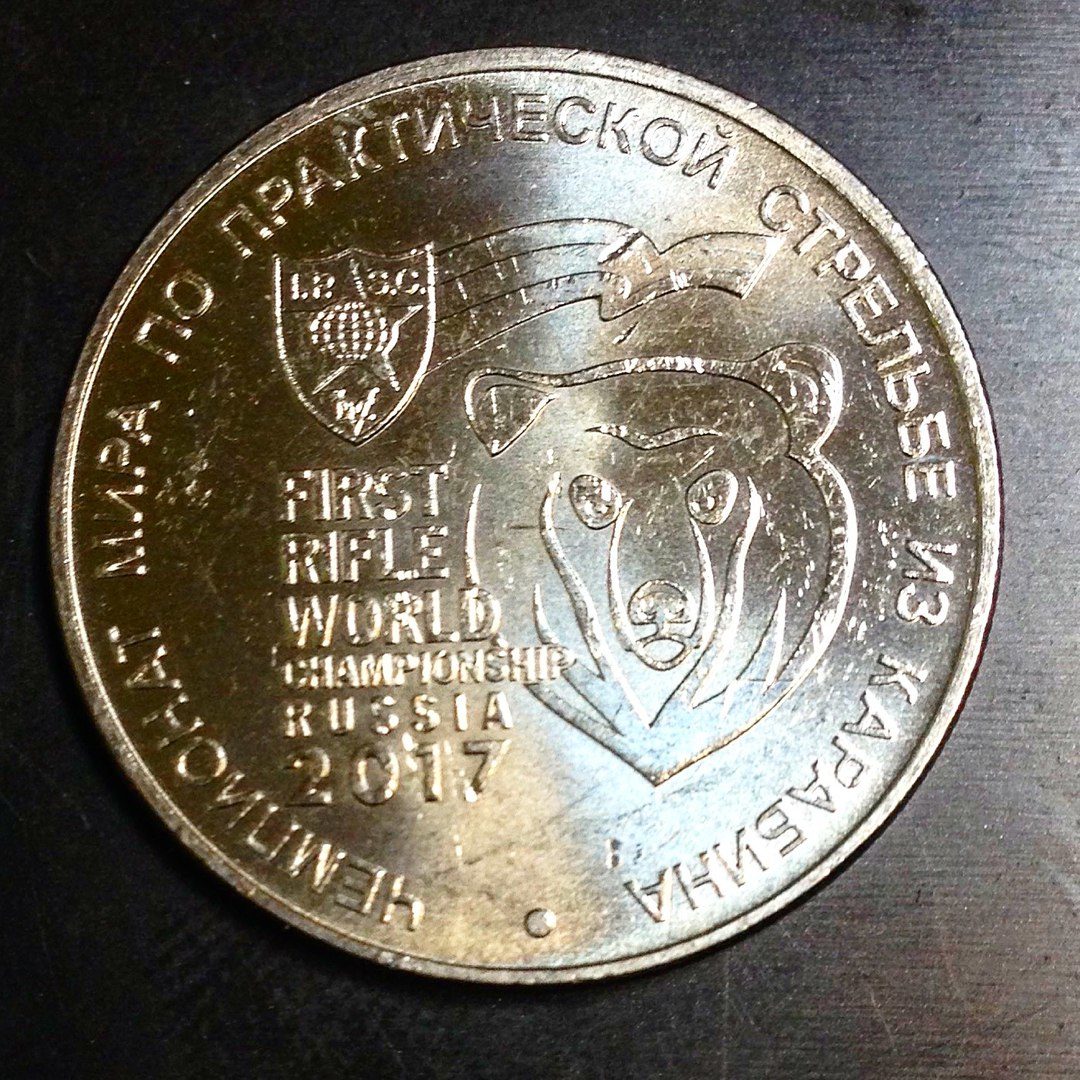 ЧЕМПИОНАТ МИРА ПО ПРАКТИЧЕСКОЙ СТРЕЛЬБЕ ИЗ КАРАБИНА
I.P.S.C.
FIRST
RIFLE
WORLD
CHAMPIONSHIP
RUSSIA
2017